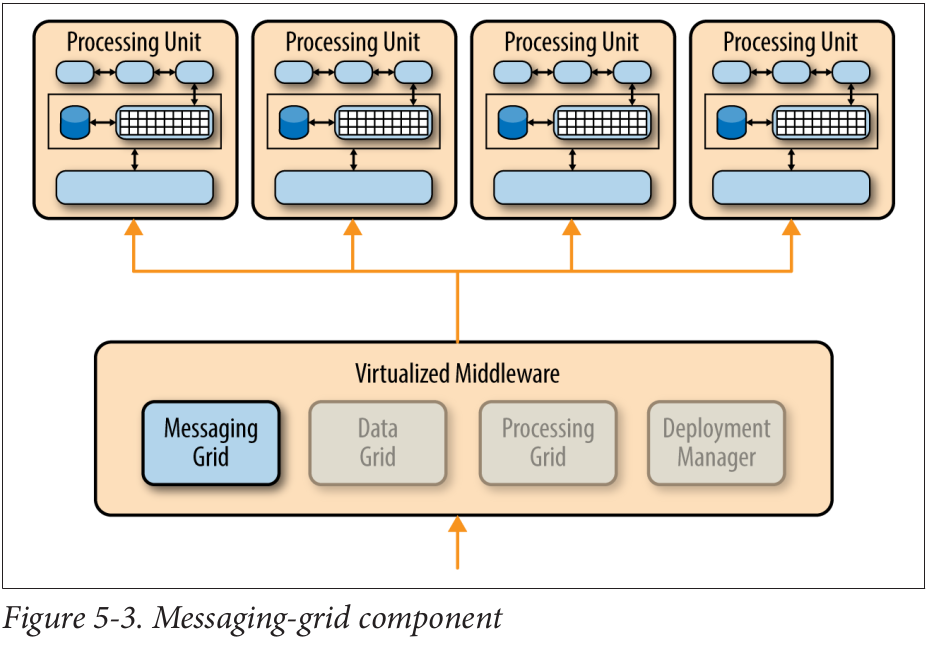 Processing Unit
Processing Unit
Processing Unit
Processing Unit
Virtualized Middleware
Messaging
Grid
Data
Grid
Processing
Grid
Deployment
Manager
Figure 5-3. Messaging-grid component